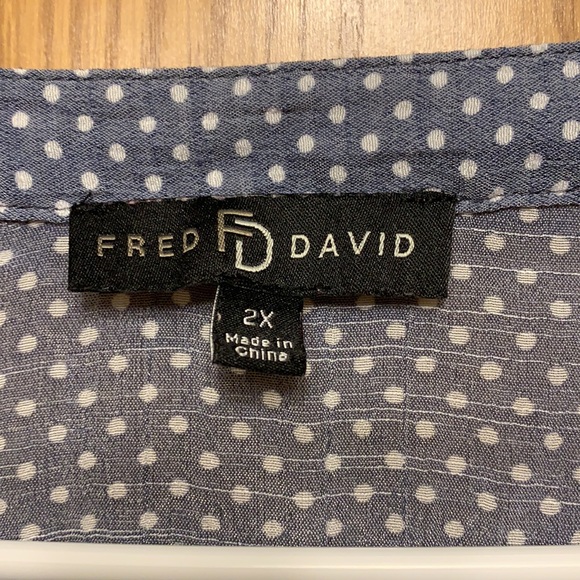 FRED FD DAVID
2X
Made in
China